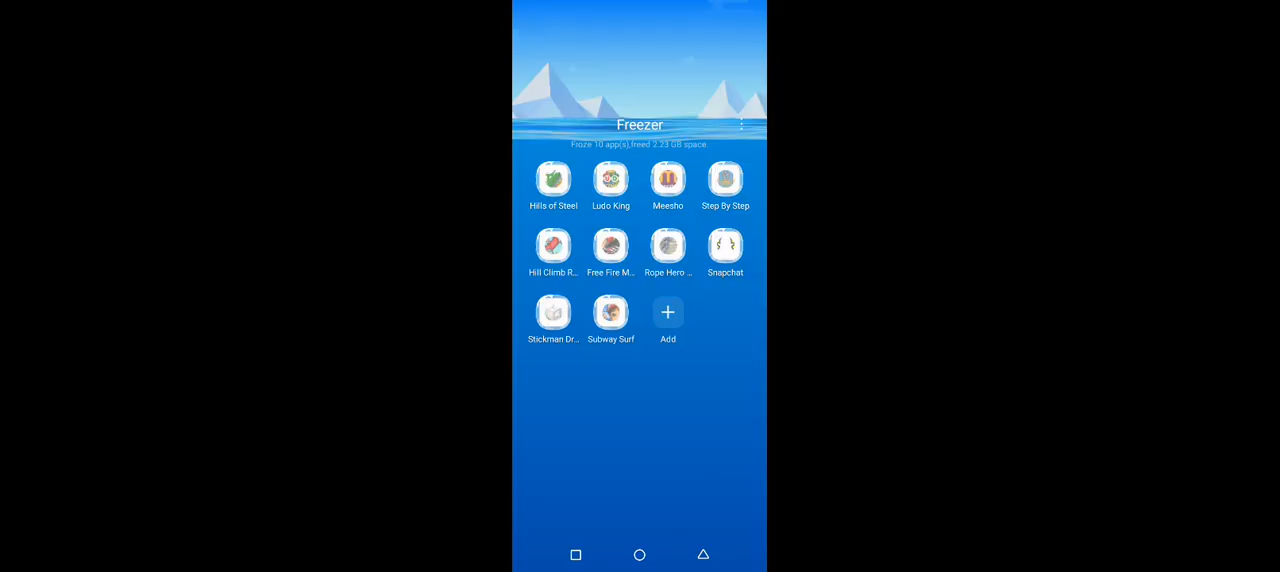 Freezer
Froze 10 app(s),freed 2.23 GB space.
Hills of Steel
Ludo King
Meesho
Step By Step
Hill Climb R...
Free Fire M...
Rope Hero ...
Snapchat
Stickman Dr...
Subway Surf
Add